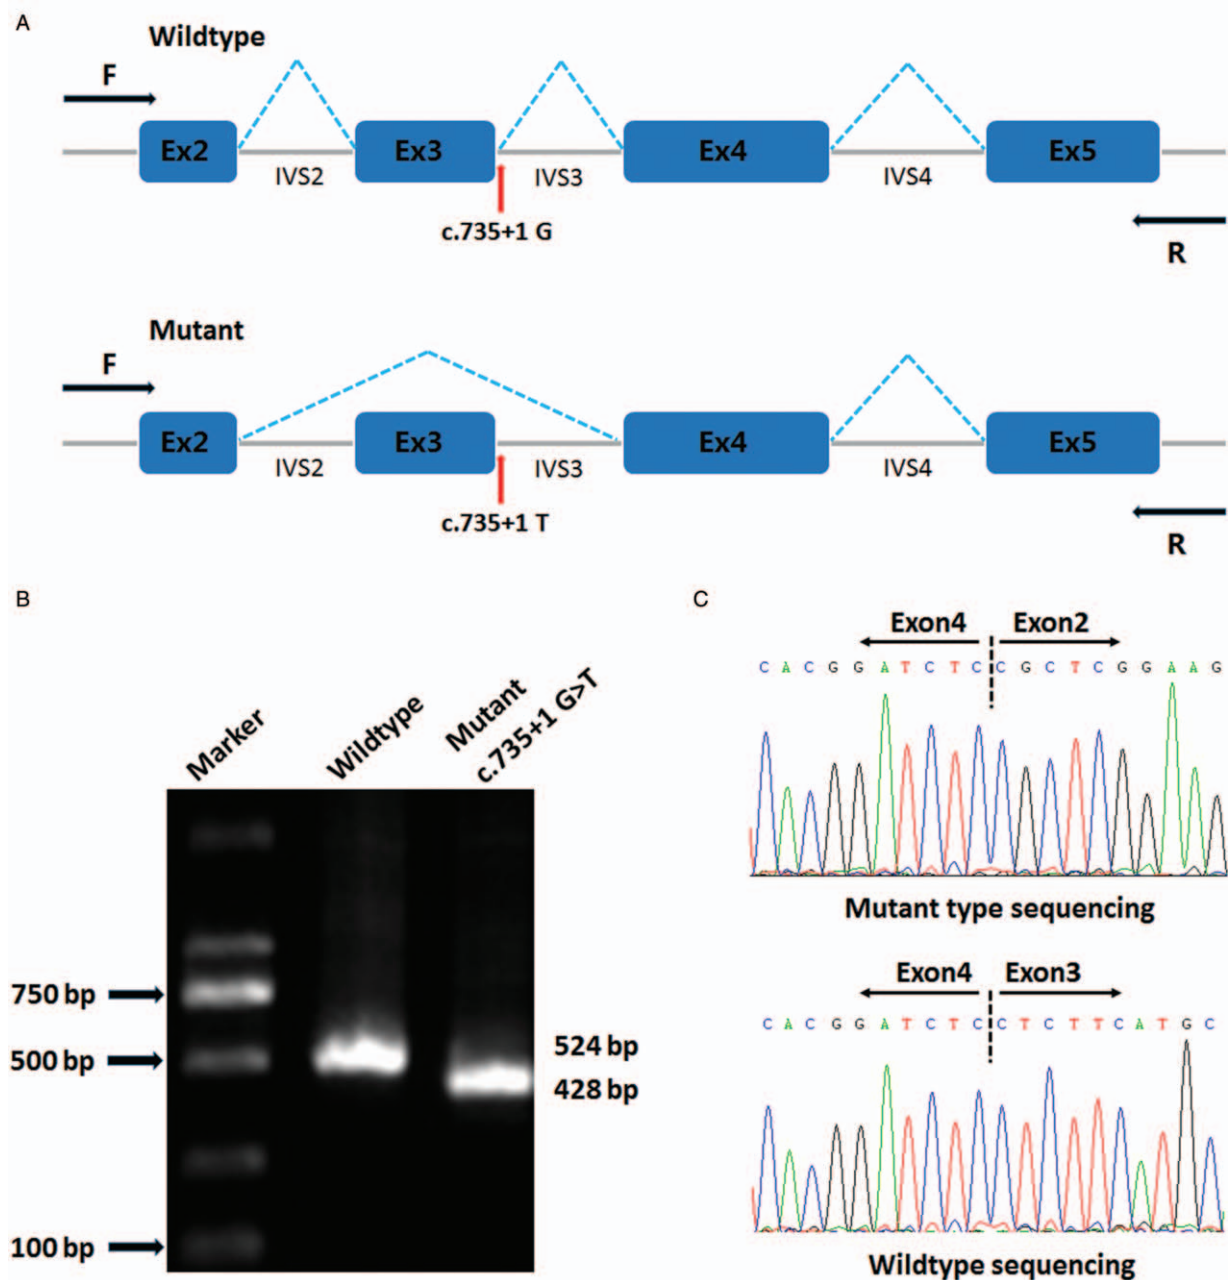 A
Wildtype
F
Ex2
Ex3
Ex4
Ex5
IVS2
IVS3
IVS4
c.735+1 G
R
Mutant
F
Ex2
Ex3
Ex4
Ex5
IVS2
IVS3
IVS4
c.735+1 T
R
B
Marker
Wildtype
Mutant
c.735+1 G>T
750 bp
500 bp
100 bp
524 bp
428 bp
C
Exon4 Exon2
C A C G G A T C T C C G C T C G G A A G
Mutant type sequencing
Exon4 Exon3
C A C G G A T C T C C T C T T C A T G C
Wildtype sequencing